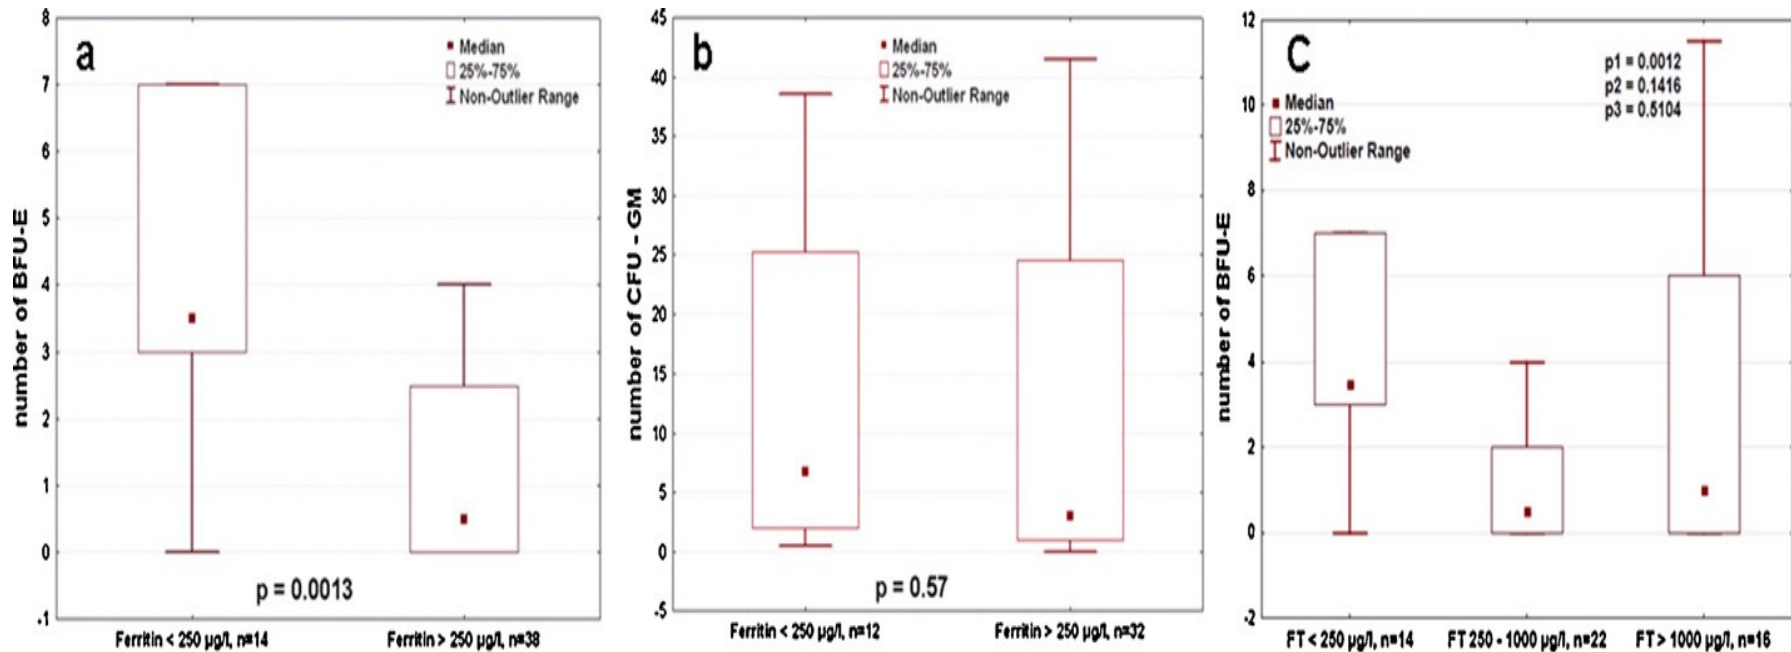 a
Median
25%-75%
Non-Outlier Range
8
7
6
5
4
3
2
1
0
-1
number of BFU-E
p = 0.0013
Ferritin < 250 µg/l, n=14
Ferritin > 250 µg/l, n=38
b
Median
25%-75%
Non-Outlier Range
45
40
35
30
25
20
15
10
5
0
-5
number of CFU - GM
p = 0.57
Ferritin < 250 µg/l, n=12
Ferritin > 250 µg/l, n=32
C
p1 = 0.0012
p2 = 0.1416
p3 = 0.5104
Median
25%-75%
Non-Outlier Range
12
10
8
6
4
2
0
-2
number of BFU-E
FT < 250 µg/l, n=14
FT 250 - 1000 µg/l, n=22
FT > 1000 µg/l, n=16